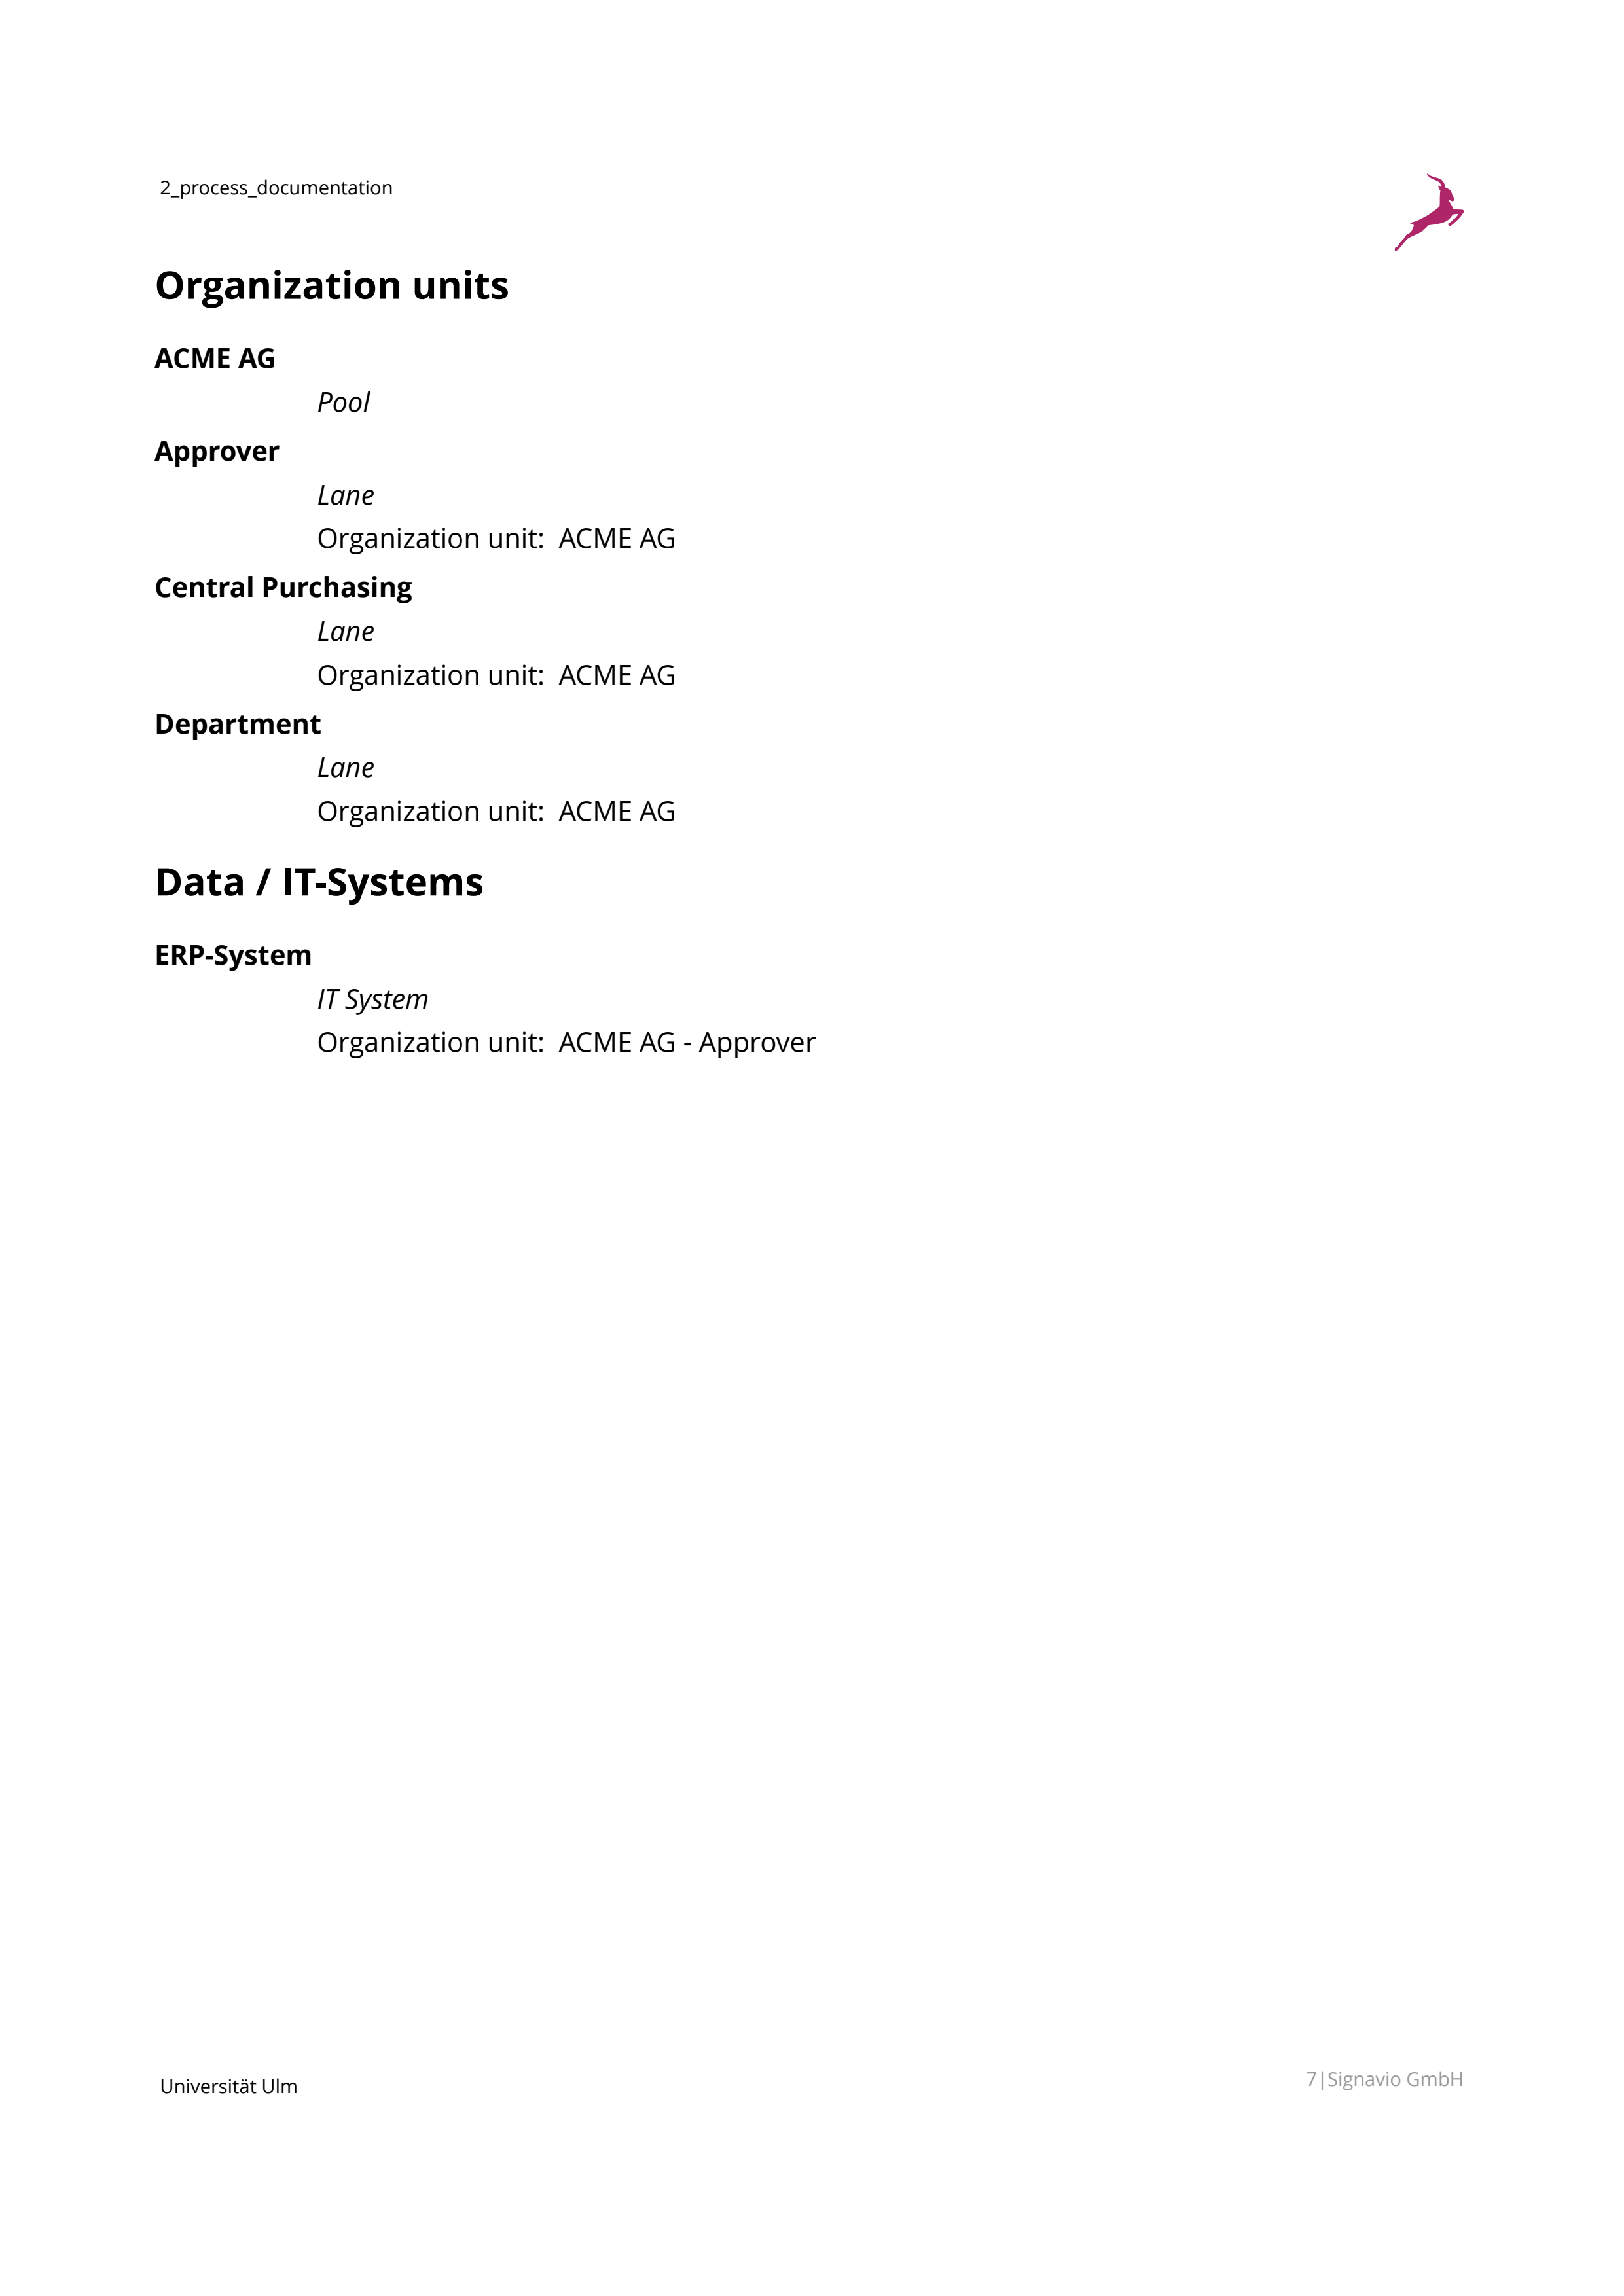 2_process_documentation
Organization units
ACME AG
Pool
Approver
Lane
Organization unit: ACME AG
Central Purchasing
Lane
Organization unit: ACME AG
Department
Lane
Organization unit: ACME AG
Data / IT-Systems
ERP-System
IT System
Organization unit: ACME AG - Approver
Universität Ulm
7|Signavio GmbH